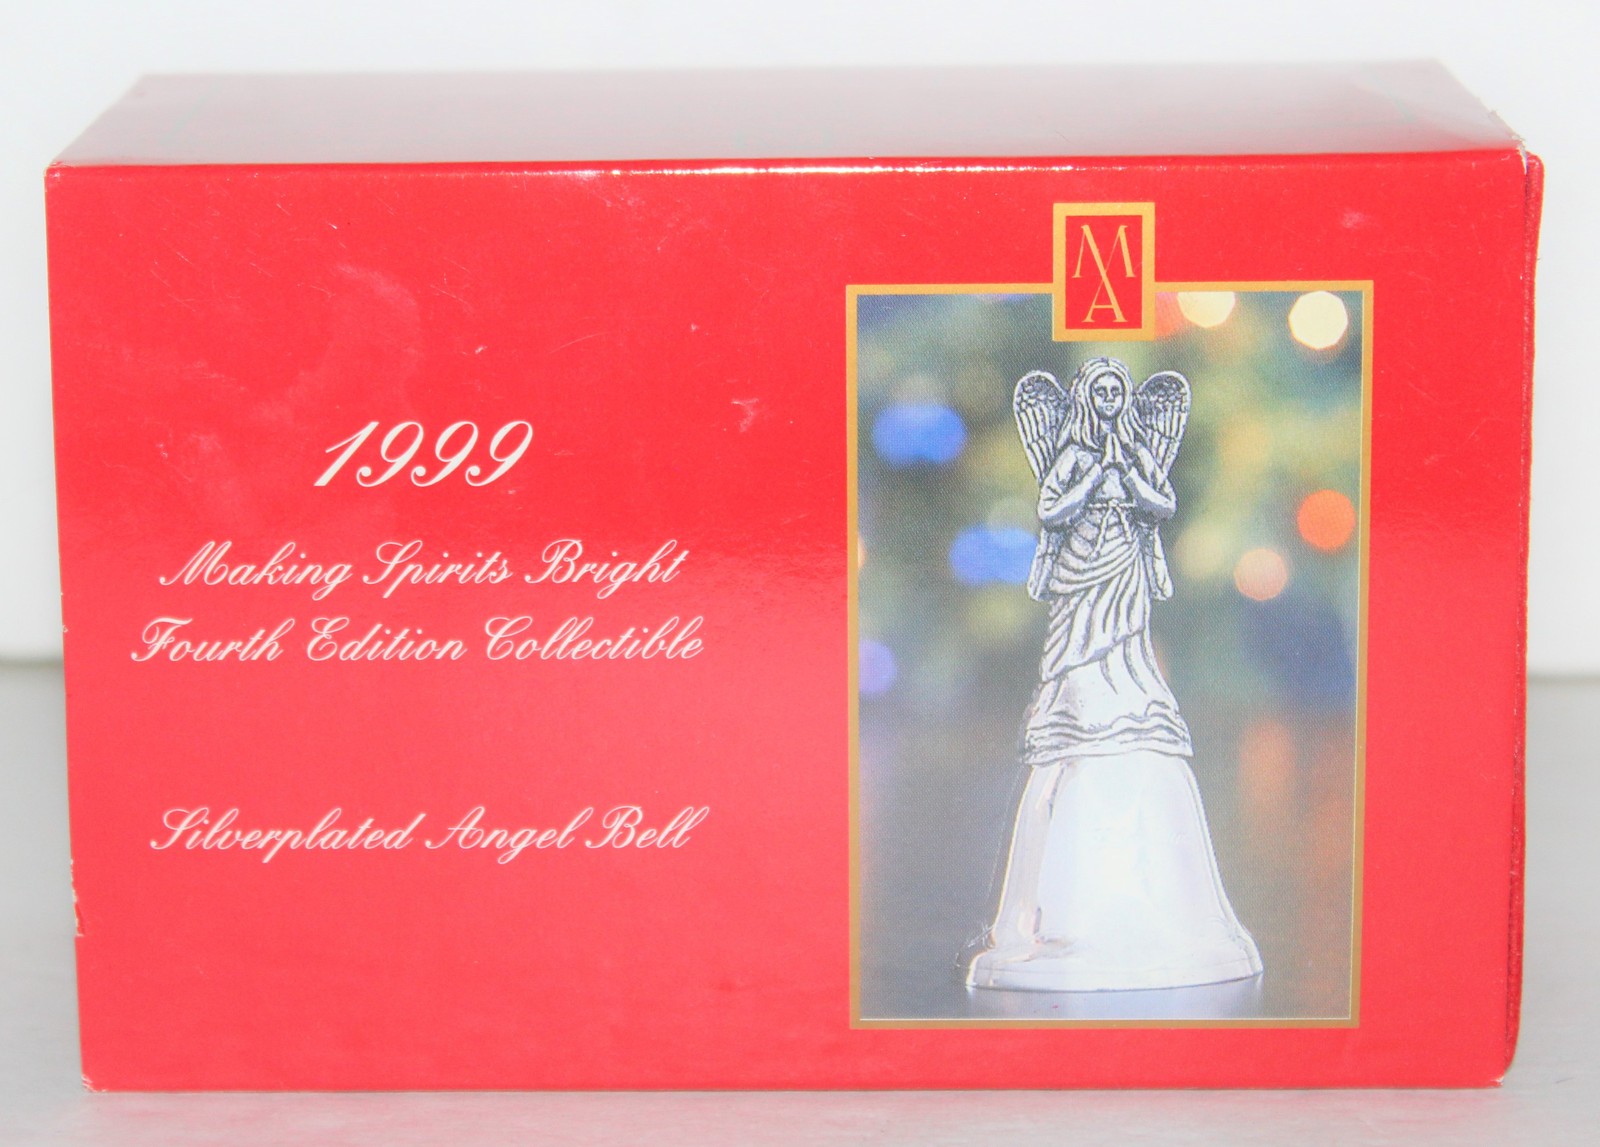 1999
Making Spirits Bright
Fourth Edition Collectible
Silverplated Angel Bell
MA